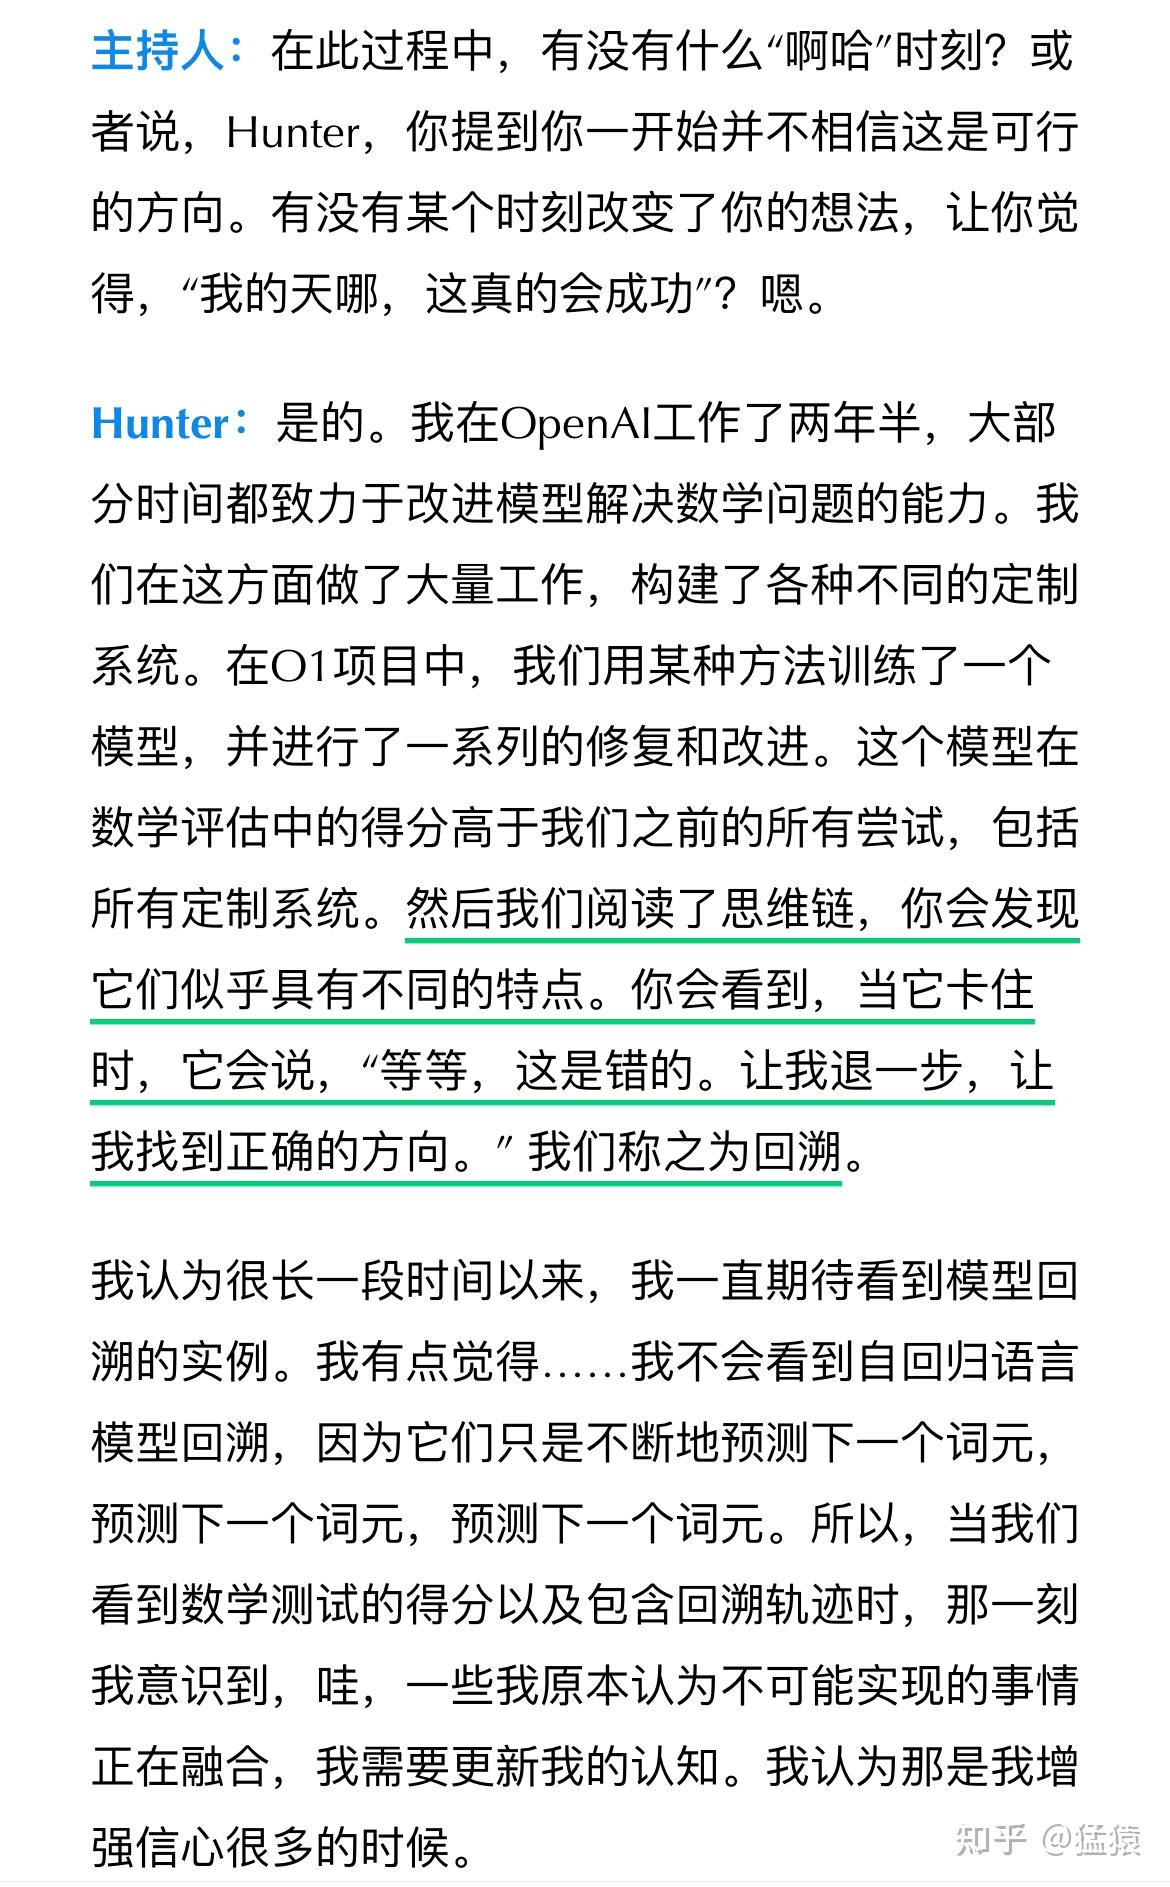 主持人：在此过程中，有没有什么“啊哈”时刻？或
者说，Hunter，你提到你一开始并不相信这是可行
的方向。有没有某个时刻改变了你的想法，让你觉
得，“我的天哪，这真的会成功”？嗯。
Hunter：是的。我在OpenAI工作了两年半，大部
分时间都致力于改进模型解决数学问题的能力。我
们在这方面做了大量工作，构建了各种不同的定制
系统。在O1项目中，我们用某种方法训练了一个
模型，并进行了一系列的修复和改进。这个模型在
数学评估中的得分高于我们之前的所有尝试，包括
所有定制系统。然后我们阅读了思维链，你会发现
它们似乎具有不同的特点。你会看到，当它卡住
时，它会说，“等等，这是错的。让我退一步，让
我找到正确的方向。” 我们称之为回溯。
我认为很长一段时间以来，我一直期待看到模型回
溯的实例。我有点觉得……我不会看到自回归语言
模型回溯，因为它们只是不断地预测下一个词元，
预测下一个词元，预测下一个词元。所以，当我们
看到数学测试的得分以及包含回溯轨迹时，那一刻
我意识到，哇，一些我原本认为不可能实现的事情
正在融合，我需要更新我的认知。我认为那是我增
强信心很多的时候。
知乎 @猛猿